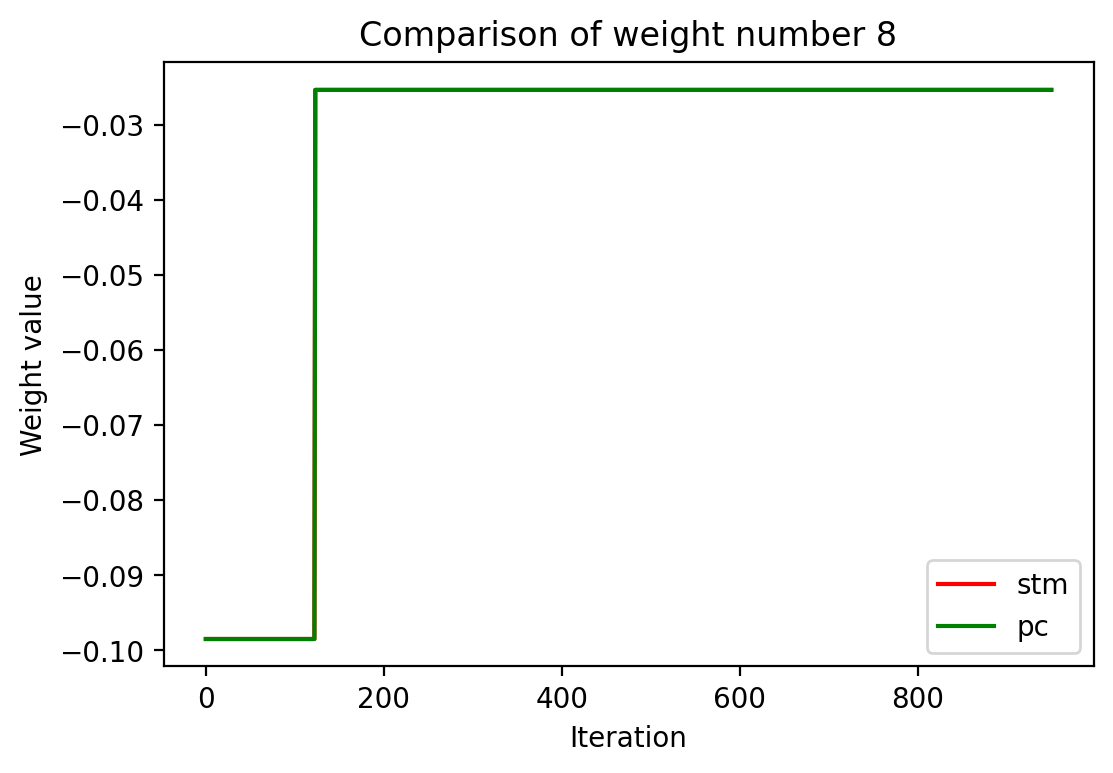 Comparison of weight number 8
Weight value
−0.03
−0.04
−0.05
−0.06
−0.07
−0.08
−0.09
−0.10
stm
pc
0 200 400 600 800
Iteration